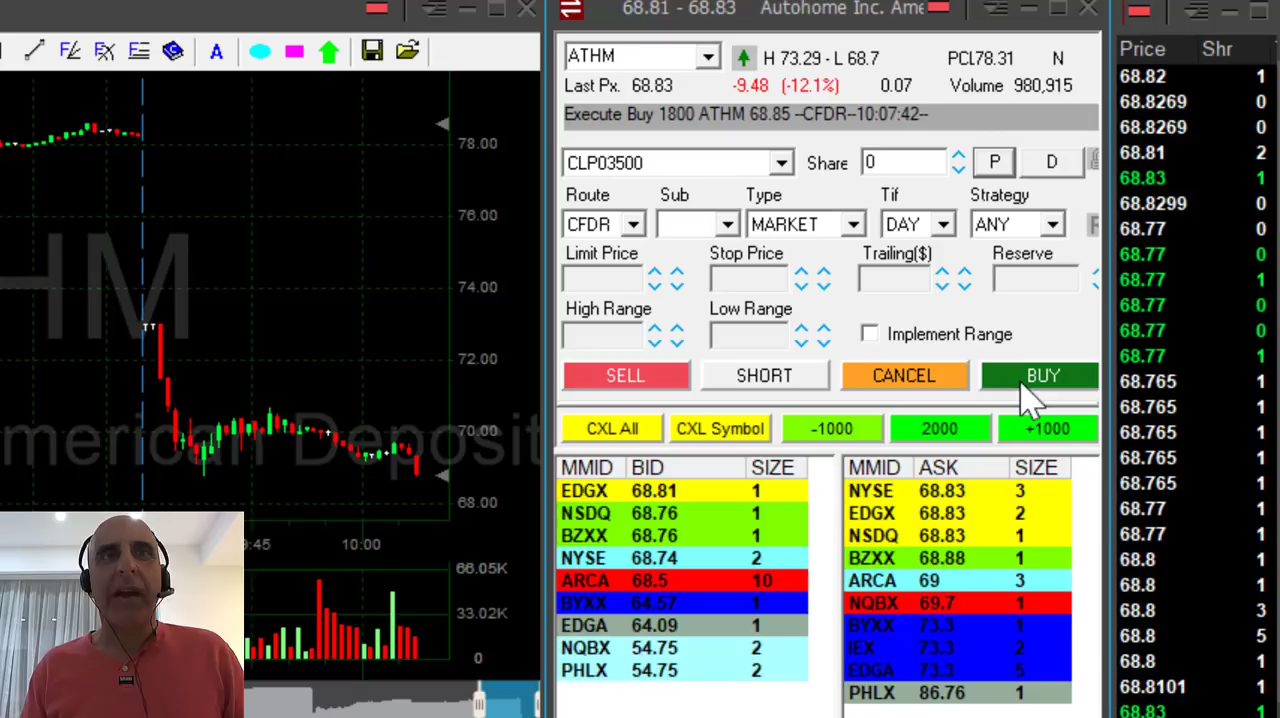 68.81 - 68.83 Autohome Inc. Ame
ATHM H 73.29 - L 68.7 PCL78.31 N
Last Px. 68.83 -9.48 (-12.1%) 0.07 Volume 980,915
Execute Buy 1800 ATHM 68.85 --CFDR--10:07:42--
CLP03500 Share 0 P D
Route Sub Type Tif Strategy
CFDR MARKET DAY ANY
Limit Price Stop Price Trailing($) Reserve
High Range Low Range
Implement Range
SELL SHORT CANCEL BUY
CXL All CXL Symbol -1000 2000 +1000
MMID BID SIZE
EDGX 68.81 1
NSDQ 68.76 1
BZXX 68.76 1
NYSE 68.74 2
ARCA 68.5 10
BYXX 64.57 1
EDGA 64.09 1
NQBX 54.75 2
PHLX 54.75 2
MMID ASK SIZE
NYSE 68.83 3
EDGX 68.83 2
NSDQ 68.83 1
BZXX 68.88 1
ARCA 69 3
NQBX 69.7 1
BYXX 73.3 1
IEX 73.3 2
EDGA 73.3 5
PHLX 86.76 1
Price Shr
68.82 1
68.8269 0
68.8269 0
68.81 2
68.83 1
68.8299 0
68.77 0
68.77 0
68.77 1
68.77 0
68.77 0
68.77 1
68.765 1
68.765 1
68.765 1
68.765 1
68.765 1
68.77 1
68.77 1
68.8 1
68.8 1
68.8 3
68.8 5
68.8 1
68.8101 1
68.83 1
A
78.00
76.00
74.00
72.00
70.00
68.00
HM
merican Deposit
9:45 10:00
66.05K
33.02K
0